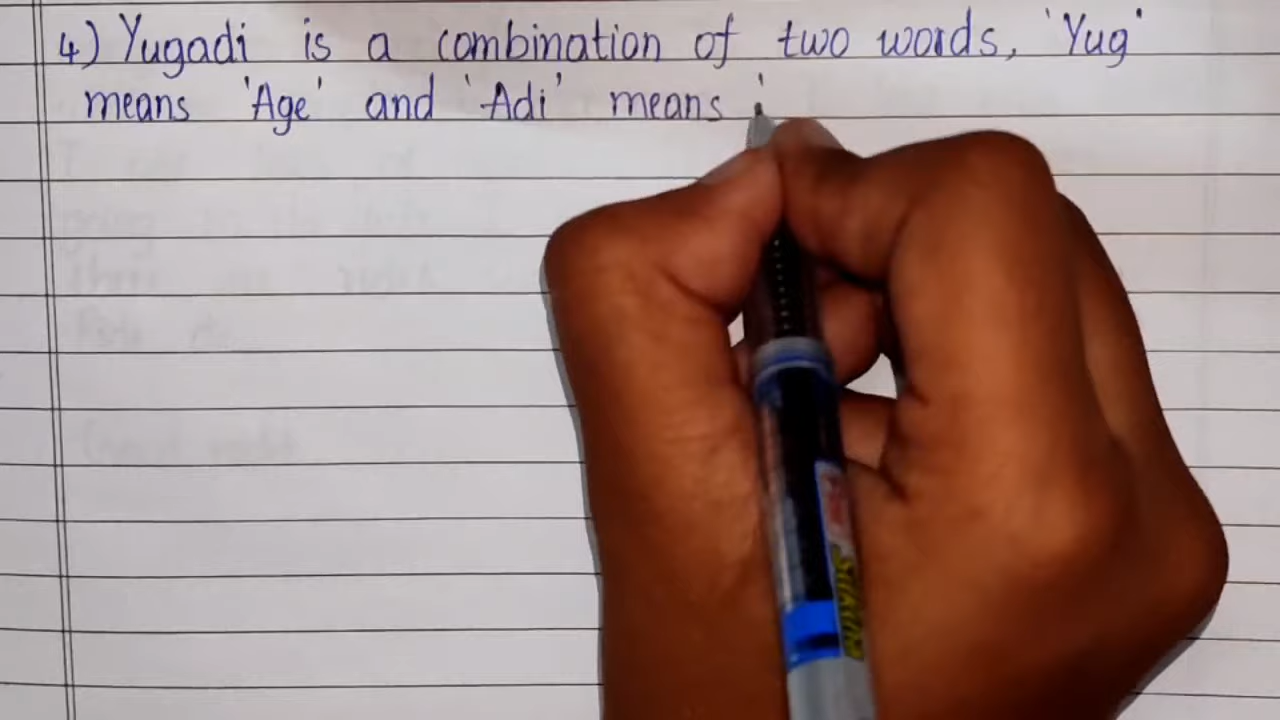 4) Yugadi is a combination of two words, 'Yug'
means 'Age' and 'Adi' means '